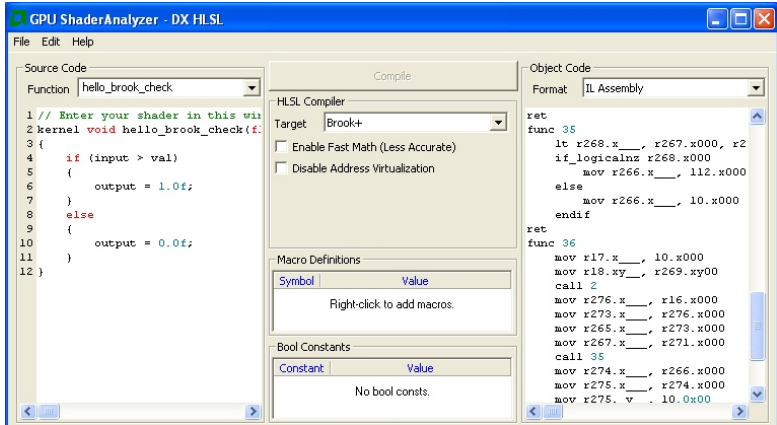 GPU ShaderAnalyzer - DX HLSL
File Edit Help
Source Code
Function hello_brook_check
1 // Enter your shader in this
2 kernel void hello_brook_check(
3 {
4 if (input > val)
5 {
6 output = 1.0f;
7 }
8 else
9 {
10 output = 0.0f;
11 }
12 }
Compile
HLSL Compiler
Target Brook+
Enable Fast Math (Less Accurate)
Disable Address Virtualization
Macro Definitions
Symbol Value
Right-click to add macros.
Bool Constants
Constant Value
No bool consts.
Object Code
Format IL Assembly
ret
func 35
lt r268.x___, r267.x000, r2
if_logicalnz r268.x000
mov r266.x___, l12.x000
else
mov r266.x___, l0.x000
endif
ret
func 36
mov r17.x___, l0.x000
mov r18.xy__, r269.xy00
call 2
mov r276.x___, r16.x000
mov r273.x___, r276.x000
mov r265.x___, r273.x000
mov r267.x___, r271.x000
call 35
mov r274.x___, r266.x000
mov r275.x___, r274.x000
mov r275._y__, l0.0x00